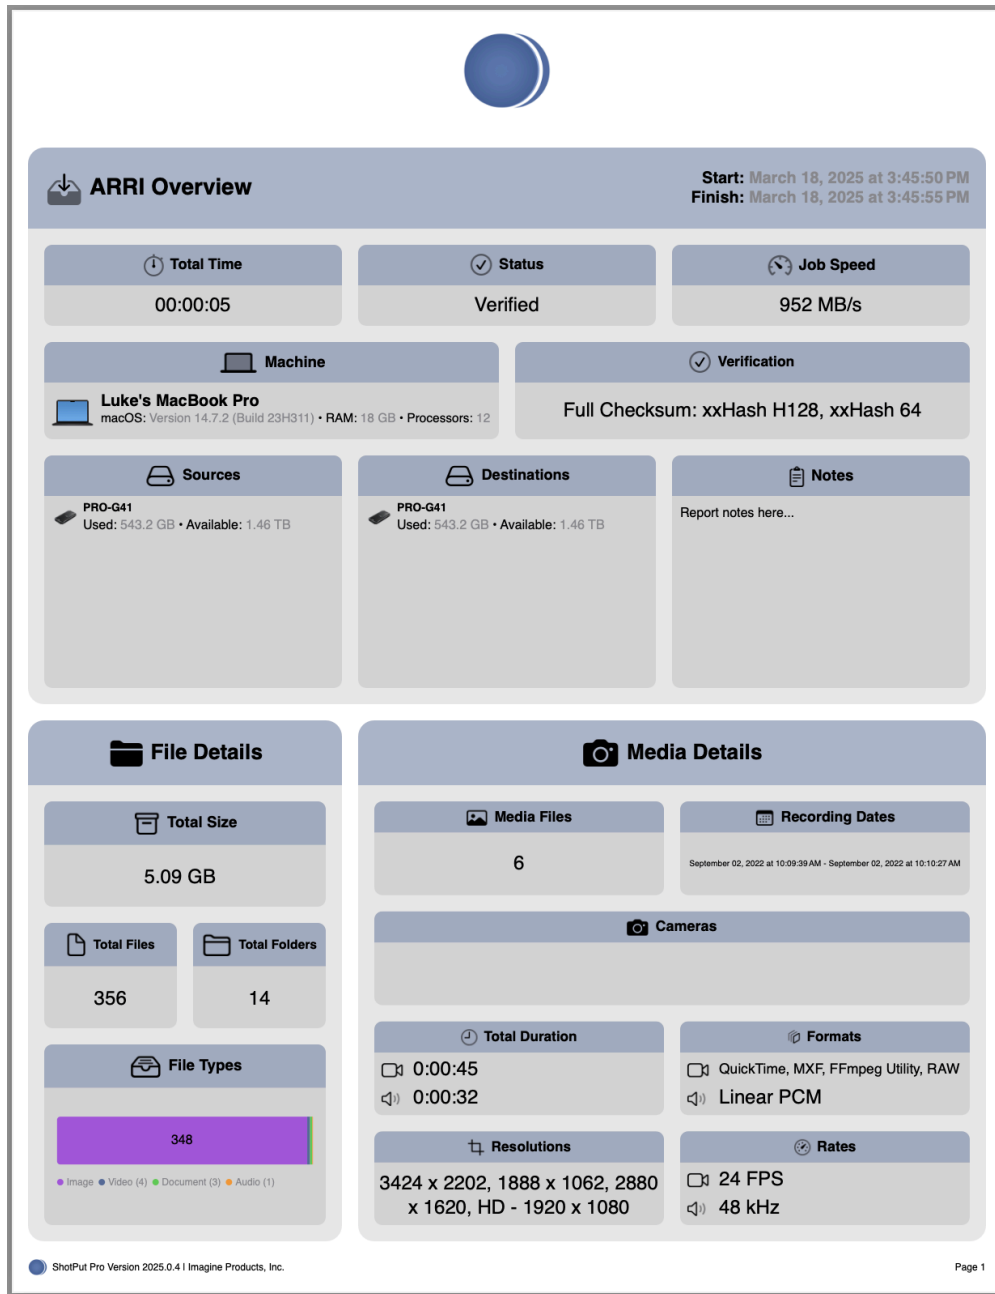 ARRI Overview
Start: March 18, 2025 at 3:45:50 PM
Finish: March 18, 2025 at 3:45:55 PM
Total Time
00:00:05
Status
Verified
Job Speed
952 MB/s
Machine
Luke's MacBook Pro
macOS: Version 14.7.2 (Build 23H311) • RAM: 18 GB • Processors: 12
Verification
Full Checksum: xxHash H128, xxHash 64
Sources
PRO-G41
Used: 543.2 GB • Available: 1.46 TB
Destinations
PRO-G41
Used: 543.2 GB • Available: 1.46 TB
Notes
Report notes here...
File Details
Total Size
5.09 GB
Total Files
356
Total Folders
14
File Types
348
Image Video (4) Document (3) Audio (1)
Media Details
Media Files
6
Recording Dates
September 02, 2022 at 10:09:39 AM - September 02, 2022 at 10:10:27 AM
Cameras
Total Duration
0:00:45
0:00:32
Formats
QuickTime, MXF, FFmpeg Utility, RAW
Linear PCM
Resolutions
3424 x 2202, 1888 x 1062, 2880
x 1620, HD - 1920 x 1080
Rates
24 FPS
48 kHz
ShotPut Pro Version 2025.0.4 | Imagine Products, Inc.
Page 1